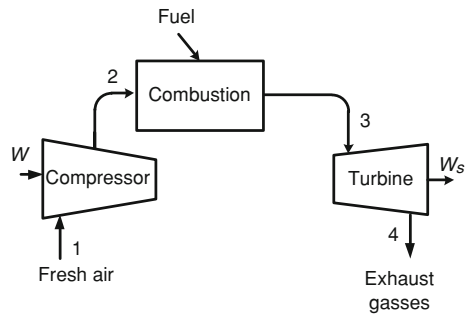 Fuel
2
Combustion
3
W
Compressor
Turbine
Ws
1
4
Fresh air
Exhaust
gasses